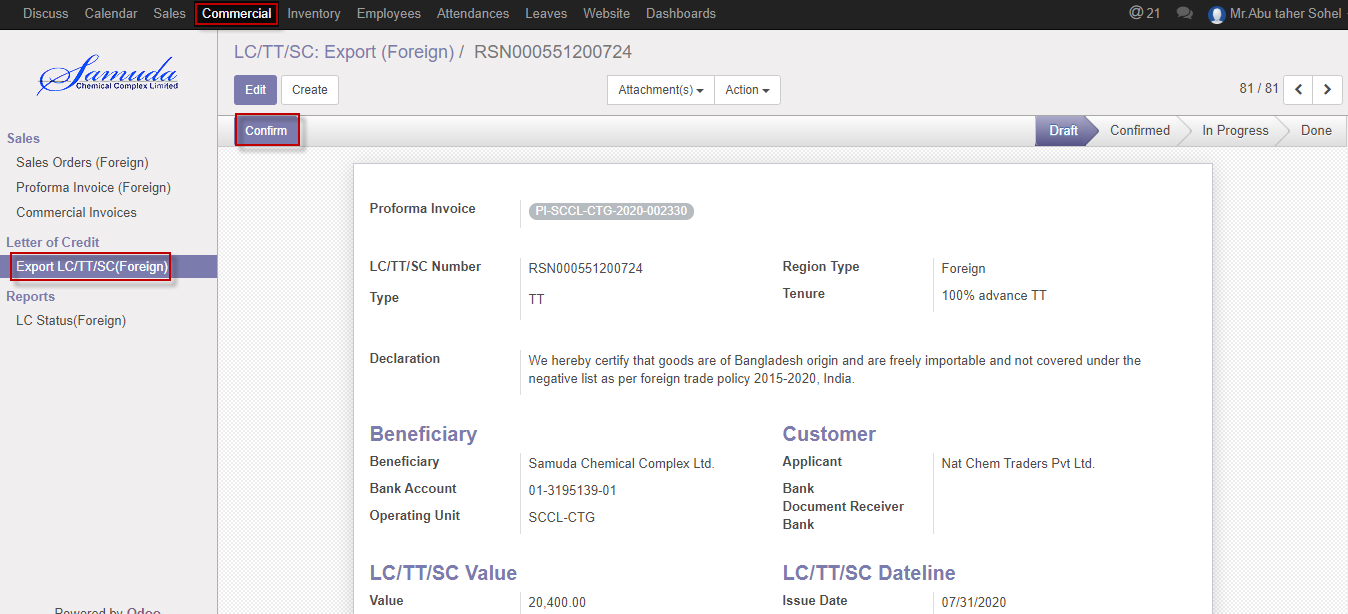 Discuss Calendar Sales Commercial Inventory Employees Attendances Leaves Website Dashboards @ 21 Mr.Abu taher Sohel
Samuda
Chemical Complex Limited
LC/TT/SC: Export (Foreign) / RSN000551200724
Edit Create Attachment(s) Action 81 / 81
Confirm Draft Confirmed In Progress Done
Sales
Sales Orders (Foreign)
Proforma Invoice (Foreign)
Commercial Invoices
Letter of Credit
Export LC/TT/SC(Foreign)
Reports
LC Status(Foreign)
Powered by Odoo
Proforma Invoice PI-SCCL-CTG-2020-002330
LC/TT/SC Number RSN000551200724
Type TT
Region Type Foreign
Tenure 100% advance TT
Declaration We hereby certify that goods are of Bangladesh origin and are freely importable and not covered under the
negative list as per foreign trade policy 2015-2020, India.
Beneficiary
Beneficiary Samuda Chemical Complex Ltd.
Bank Account 01-3195139-01
Operating Unit SCCL-CTG
Customer
Applicant Nat Chem Traders Pvt Ltd.
Bank
Document Receiver
Bank
LC/TT/SC Value
Value 20,400.00
LC/TT/SC Dateline
Issue Date 07/31/2020